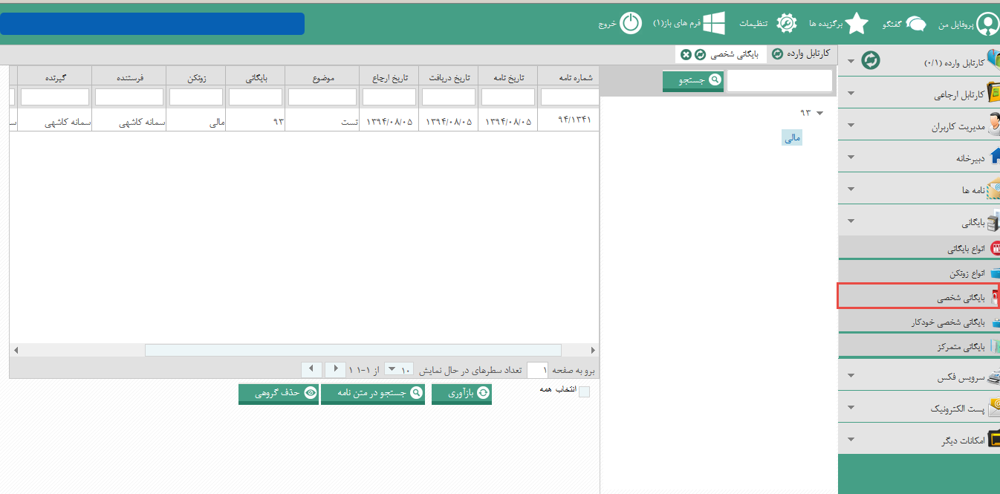 پروفایل من
گفتگو
برگزیده ها
تنظیمات
فرم های باز(۱)
خروج
کارتابل وارده
بایگانی شخصی
کارتابل وارده (۰/۱)
کارتابل ارجاعی
مدیریت کاربران
دبیرخانه
نامه ها
بایگانی
انواع بایگانی
انواع زونکن
بایگانی شخصی
بایگانی شخصی خودکار
بایگانی متمرکز
سرویس فکس
پست الکترونیک
امکانات دیگر
جستجو
۹۳
مالی
شماره نامه تاریخ نامه تاریخ دریافت تاریخ ارجاع موضوع بایگانی زونکن فرستنده گیرنده
۹۴/۱۳۴۱ ۱۳۹۴/۰۸/۰۵ ۱۳۹۴/۰۸/۰۵ ۱۳۹۴/۰۸/۰۵ تست ۹۳ مالی سمانه کاشهی سمانه کاشهی
برو به صفحه ۱ تعداد سطرهای در حال نمایش ۱۰ ۱-۱ از ۱
انتخاب همه
بازآوری
جستجو در متن نامه
حذف گروهی